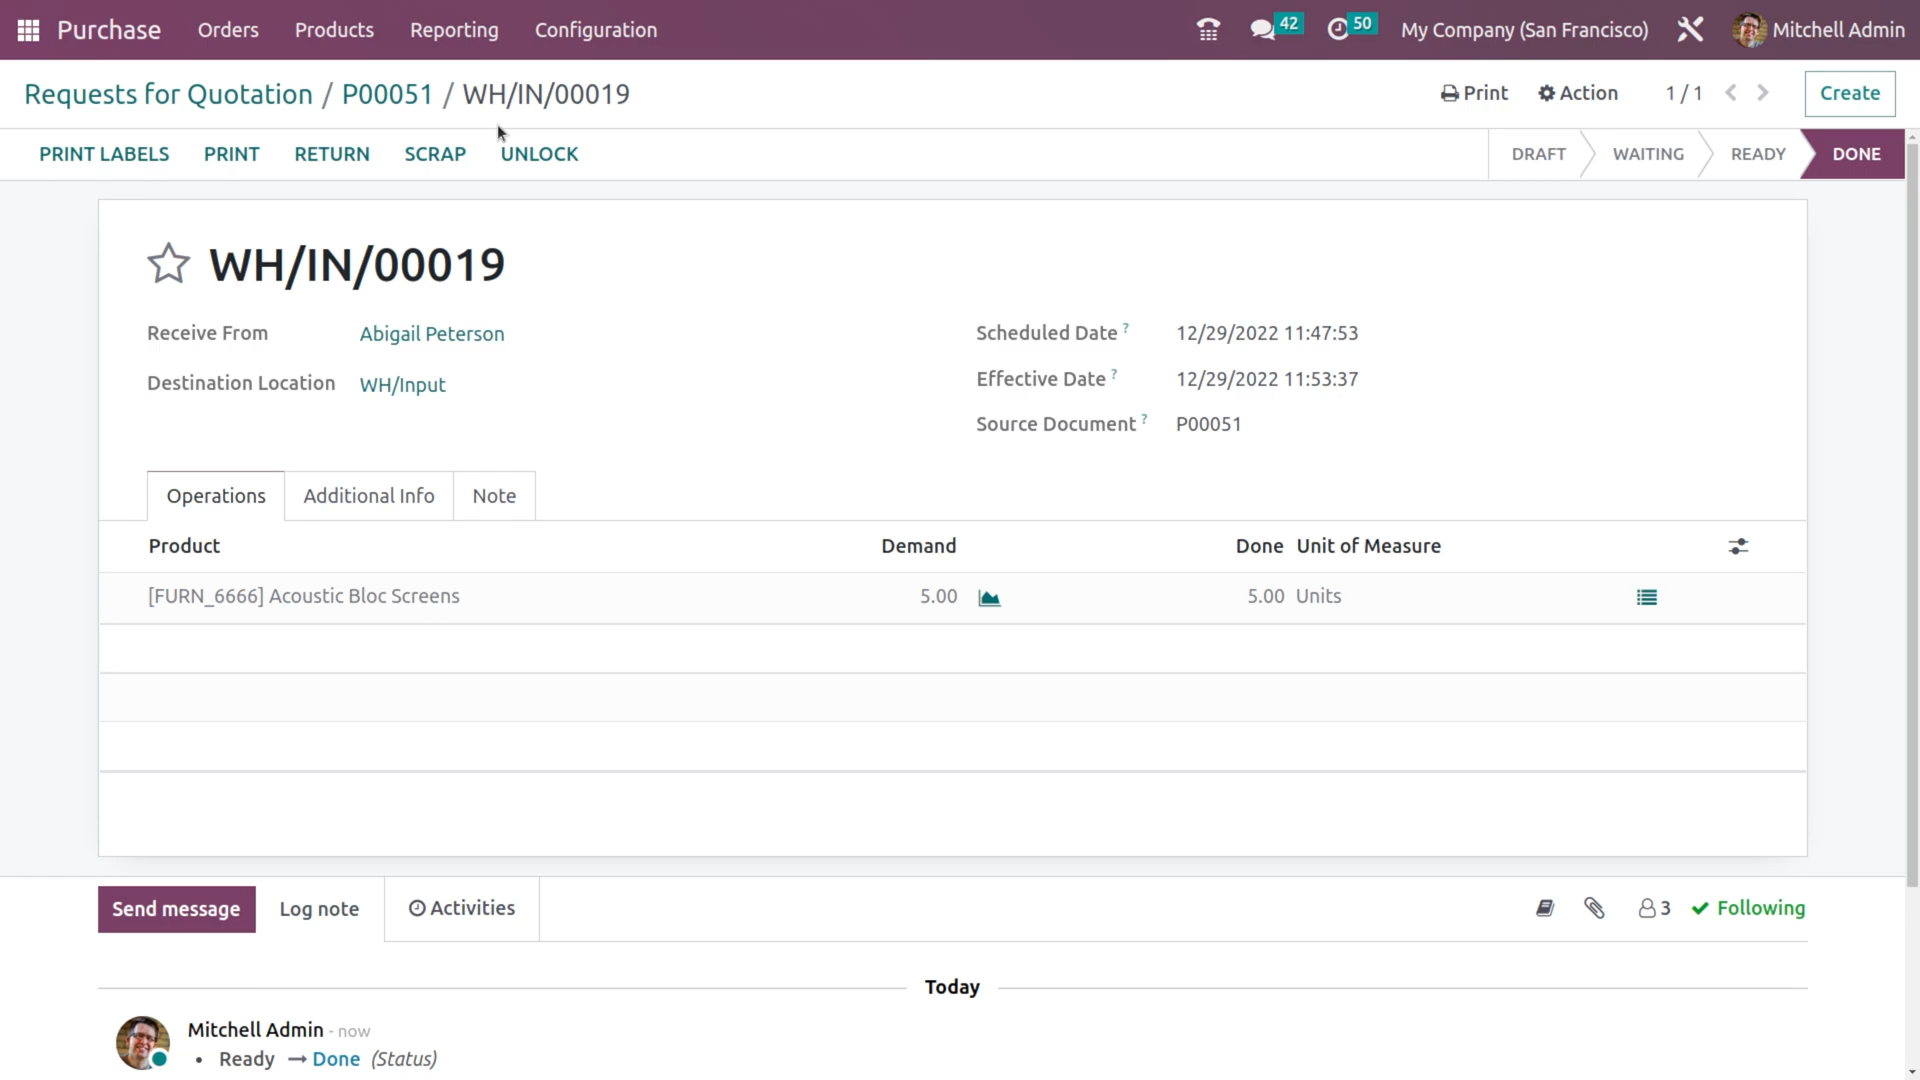 Purchase Orders Products Reporting Configuration 42 50 My Company (San Francisco) Mitchell Admin
Requests for Quotation / P00051 / WH/IN/00019 Print Action 1 / 1 Create
PRINT LABELS PRINT RETURN SCRAP UNLOCK DRAFT WAITING READY DONE
WH/IN/00019
Receive From Abigail Peterson Scheduled Date ? 12/29/2022 11:47:53
Destination Location WH/Input Effective Date ? 12/29/2022 11:53:37
Source Document ? P00051
Operations Additional Info Note
Product Demand Done Unit of Measure
[FURN_6666] Acoustic Bloc Screens 5.00 5.00 Units
Send message Log note Activities 3 Following
Today
Mitchell Admin - now
• Ready → Done (Status)